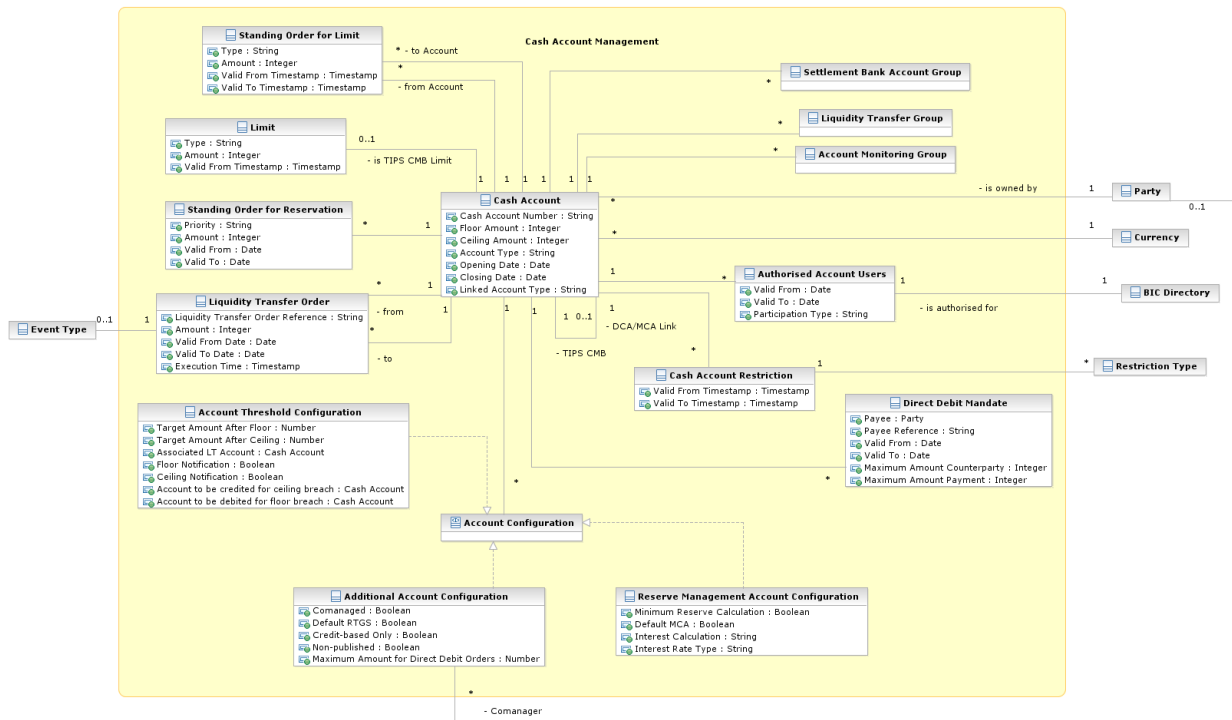 Cash Account Management
Standing Order for Limit
Type : String
Amount : Integer
Valid From Timestamp : Timestamp
Valid To Timestamp : Timestamp
* - to Account
*
- from Account
Settlement Bank Account Group
*
Liquidity Transfer Group
*
Account Monitoring Group
*
Limit
Type : String
Amount : Integer
Valid From Timestamp : Timestamp
0..1
- is TIPS CMB Limit
1
1
1
1
1
1
Cash Account
Cash Account Number : String
Floor Amount : Integer
Ceiling Amount : Integer
Account Type : String
Opening Date : Date
Closing Date : Date
Linked Account Type : String
- is owned by
*
1
Party
0..1
*
1
Currency
Standing Order for Reservation
Priority : String
Amount : Integer
Valid From : Date
Valid To : Date
*
1
Authorised Account Users
Valid From : Date
Valid To : Date
Participation Type : String
1
*
1
1
- is authorised for
BIC Directory
Event Type
0..1
1
Liquidity Transfer Order
Liquidity Transfer Order Reference : String
Amount : Integer
Valid From Date : Date
Valid To Date : Date
Execution Time : Timestamp
*
1
- from
*
1
- to
1
1
1
0..1
1
- DCA/MCA Link
- TIPS CMB
*
Cash Account Restriction
Valid From Timestamp : Timestamp
Valid To Timestamp : Timestamp
1
*
Restriction Type
Direct Debit Mandate
Payee : Party
Payee Reference : String
Valid From : Date
Valid To : Date
Maximum Amount Counterparty : Integer
Maximum Amount Payment : Integer
*
Account Threshold Configuration
Target Amount After Floor : Number
Target Amount After Ceiling : Number
Associated LT Account : Cash Account
Floor Notification : Boolean
Ceiling Notification : Boolean
Account to be credited for ceiling breach : Cash Account
Account to be debited for floor breach : Cash Account
*
Account Configuration
Additional Account Configuration
Comanaged : Boolean
Default RTGS : Boolean
Credit-based Only : Boolean
Non-published : Boolean
Maximum Amount for Direct Debit Orders : Number
Reserve Management Account Configuration
Minimum Reserve Calculation : Boolean
Default MCA : Boolean
Interest Calculation : String
Interest Rate Type : String
*
- Comanager